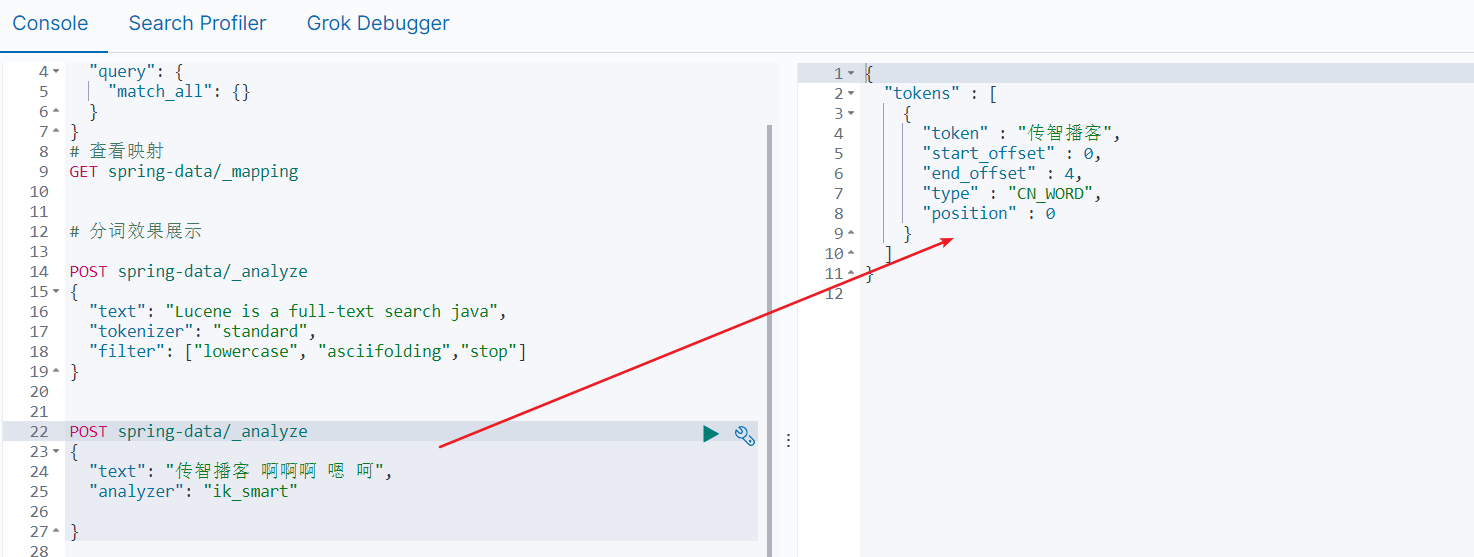 Console Search Profiler Grok Debugger
4 "query": {
5 "match_all": {}
6 }
7 }
8 # 查看映射
9 GET spring-data/_mapping
10
11
12 # 分词效果展示
13
14 POST spring-data/_analyze
15 {
16 "text": "Lucene is a full-text search java",
17 "tokenizer": "standard",
18 "filter": ["lowercase", "asciifolding","stop"]
19 }
20
21
22 POST spring-data/_analyze
23 {
24 "text": "传智播客 啊啊啊 嗯 呵",
25 "analyzer": "ik_smart"
26
27 }
28
1 {
2 "tokens" : [
3 {
4 "token" : "传智播客",
5 "start_offset" : 0,
6 "end_offset" : 4,
7 "type" : "CN_WORD",
8 "position" : 0
9 }
10 ]
11 }
12